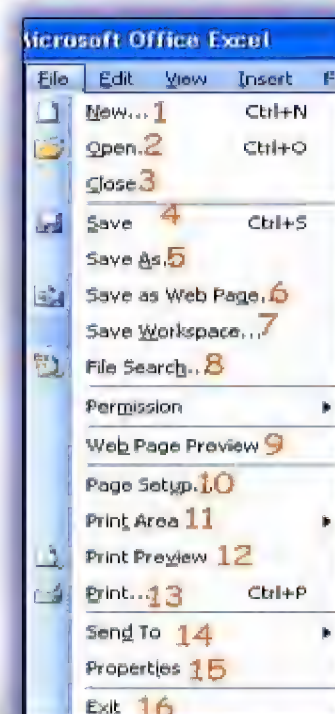 Microsoft Office Excel
File Edit View Insert F
New... 1 Ctrl+N
Open. 2 Ctrl+O
Close 3
Save 4 Ctrl+S
Save As. 5
Save as Web Page. 6
Save Workspace... 7
File Search.. 8
Permission
Web Page Preview 9
Page Setup. 10
Print Area 11
Print Preview 12
Print... 13 Ctrl+P
Send To 14
Properties 15
Exit 16